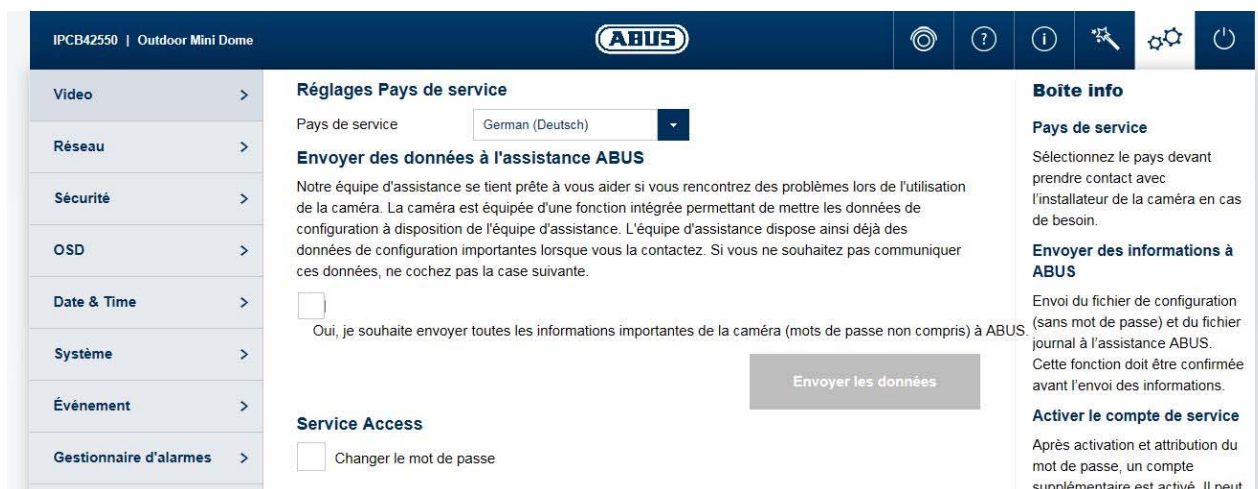 IPCB42550 | Outdoor Mini Dome
ABUS
Video
Réseau
Sécurité
OSD
Date & Time
Système
Événement
Gestionnaire d'alarmes
Réglages Pays de service
Pays de service
German (Deutsch)
Envoyer des données à l'assistance ABUS
Notre équipe d'assistance se tient prête à vous aider si vous rencontrez des problèmes lors de l'utilisation
de la caméra. La caméra est équipée d'une fonction intégrée permettant de mettre les données de
configuration à disposition de l'équipe d'assistance. L'équipe d'assistance dispose ainsi déjà des
données de configuration importantes lorsque vous la contactez. Si vous ne souhaitez pas communiquer
ces données, ne cochez pas la case suivante.
Oui, je souhaite envoyer toutes les informations importantes de la caméra (mots de passe non compris) à ABUS.
Envoyer les données
Service Access
Changer le mot de passe
Boîte info
Pays de service
Sélectionnez le pays devant
prendre contact avec
l'installateur de la caméra en cas
de besoin.
Envoyer des informations à
ABUS
Envoi du fichier de configuration
(sans mot de passe) et du fichier
journal à l'assistance ABUS.
Cette fonction doit être confirmée
avant l'envoi des informations.
Activer le compte de service
Après activation et attribution du
mot de passe, un compte
supplémentaire est activé. Il peut